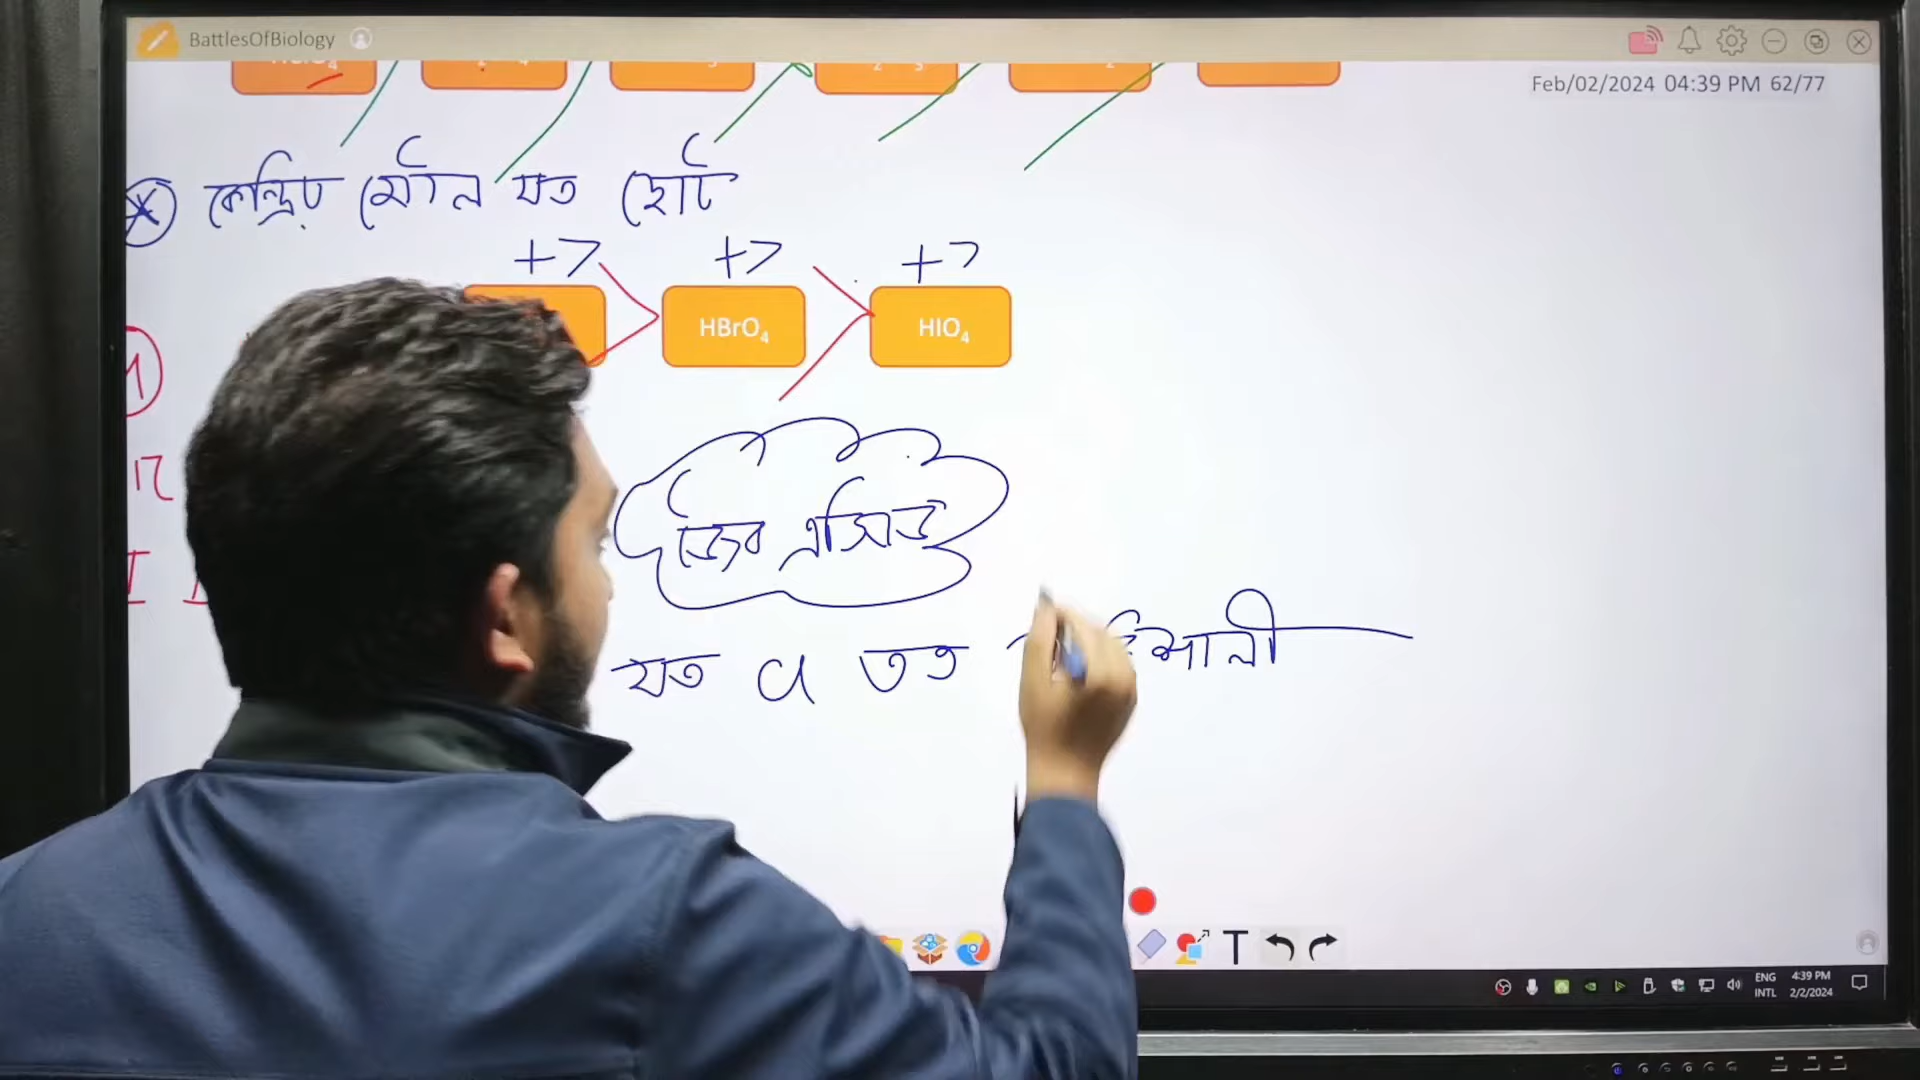 BattlesOfBiology
Feb/02/2024 04:39 PM 62/77
কেন্দ্রিয় মৌল যত ছোট
+7 +7 +7
HBrO₄ HIO₄
জৈব এসিড
যত Cl তত শালী
T
ENG 4:39 PM
INTL 2/2/2024